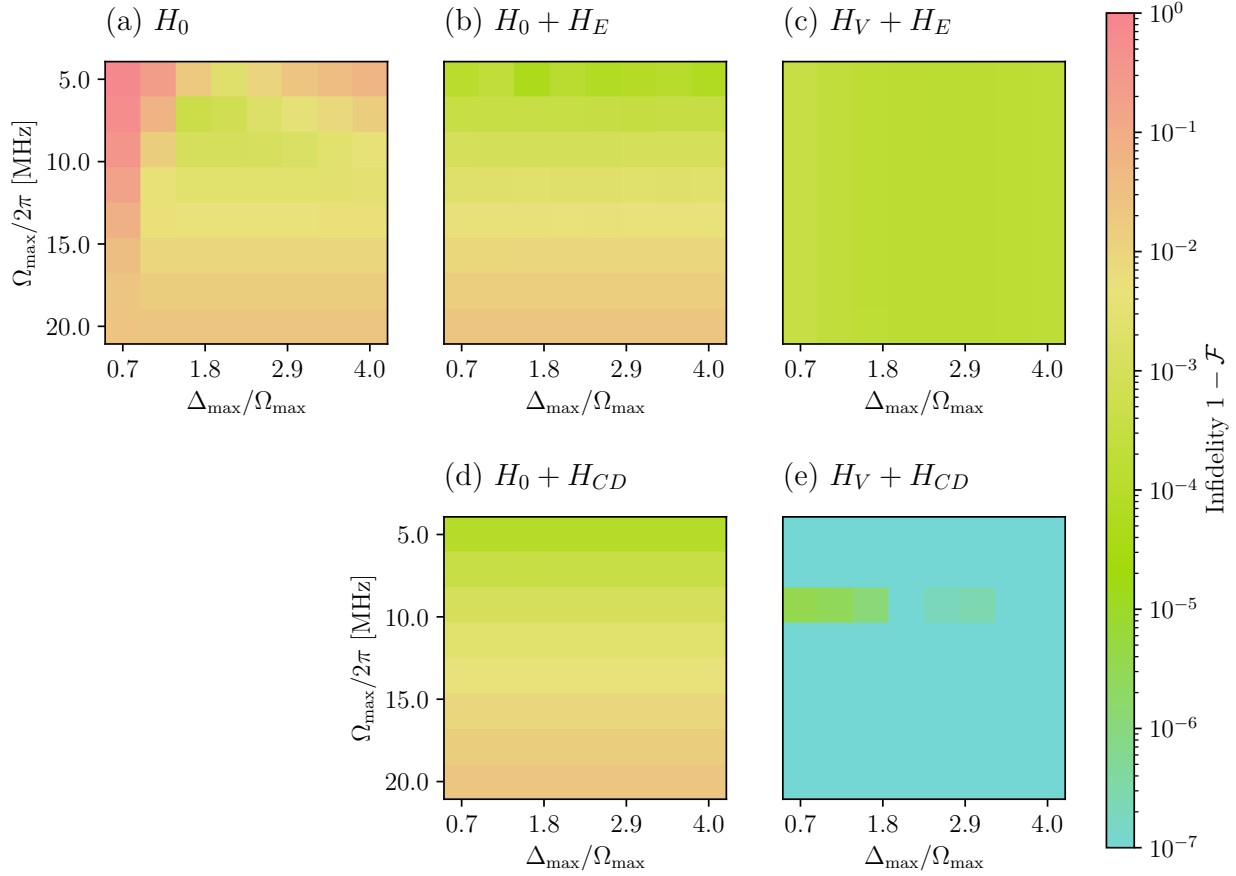 (a) H₀
(b) H₀ + H_E
(c) H_V + H_E
5.0
10.0
15.0
20.0
Ω_max/2π [MHz]
0.7 1.8 2.9 4.0
Δ_max/Ω_max
0.7 1.8 2.9 4.0
Δ_max/Ω_max
0.7 1.8 2.9 4.0
Δ_max/Ω_max
(d) H₀ + H_CD
(e) H_V + H_CD
5.0
10.0
15.0
20.0
Ω_max/2π [MHz]
0.7 1.8 2.9 4.0
Δ_max/Ω_max
0.7 1.8 2.9 4.0
Δ_max/Ω_max
10⁰
10⁻¹
10⁻²
10⁻³
10⁻⁴
10⁻⁵
10⁻⁶
10⁻⁷
Infidelity 1 − ℱ